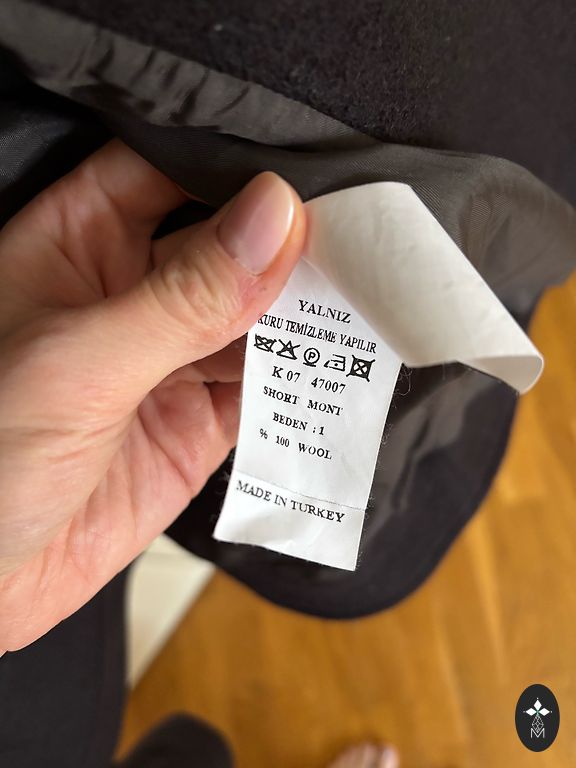 YALNIZ
KURU TEMİZLEME YAPILIR
P
K 07 47007
SHORT MONT
BEDEN : 1
% 100 WOOL
MADE IN TURKEY
M